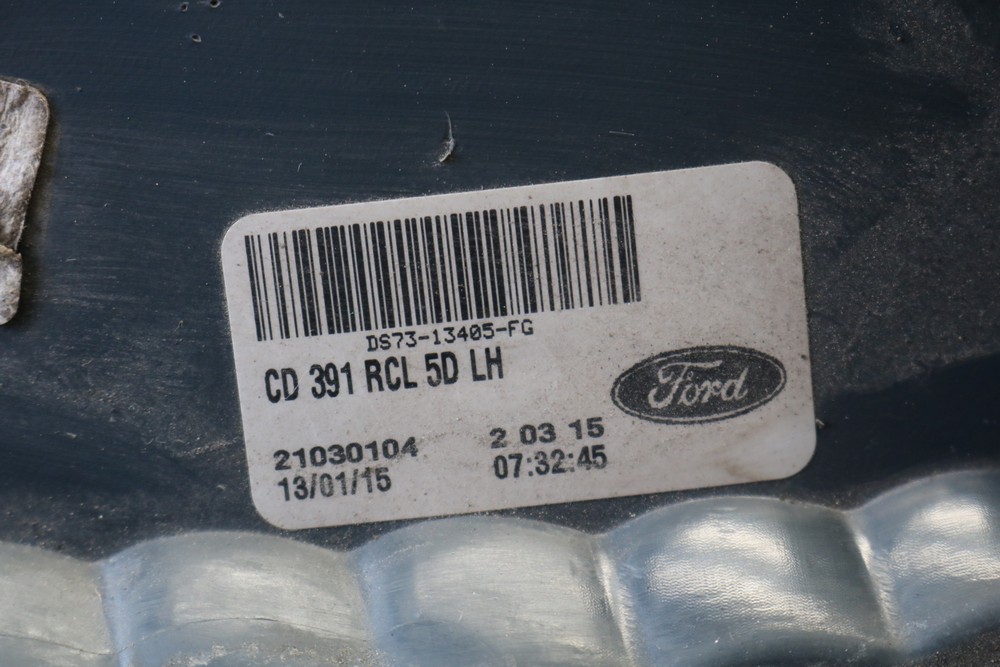 DS73-13405-FG
CD 391 RCL 5D LH
Ford
21030104 2 03 15
13/01/15 07:32:45